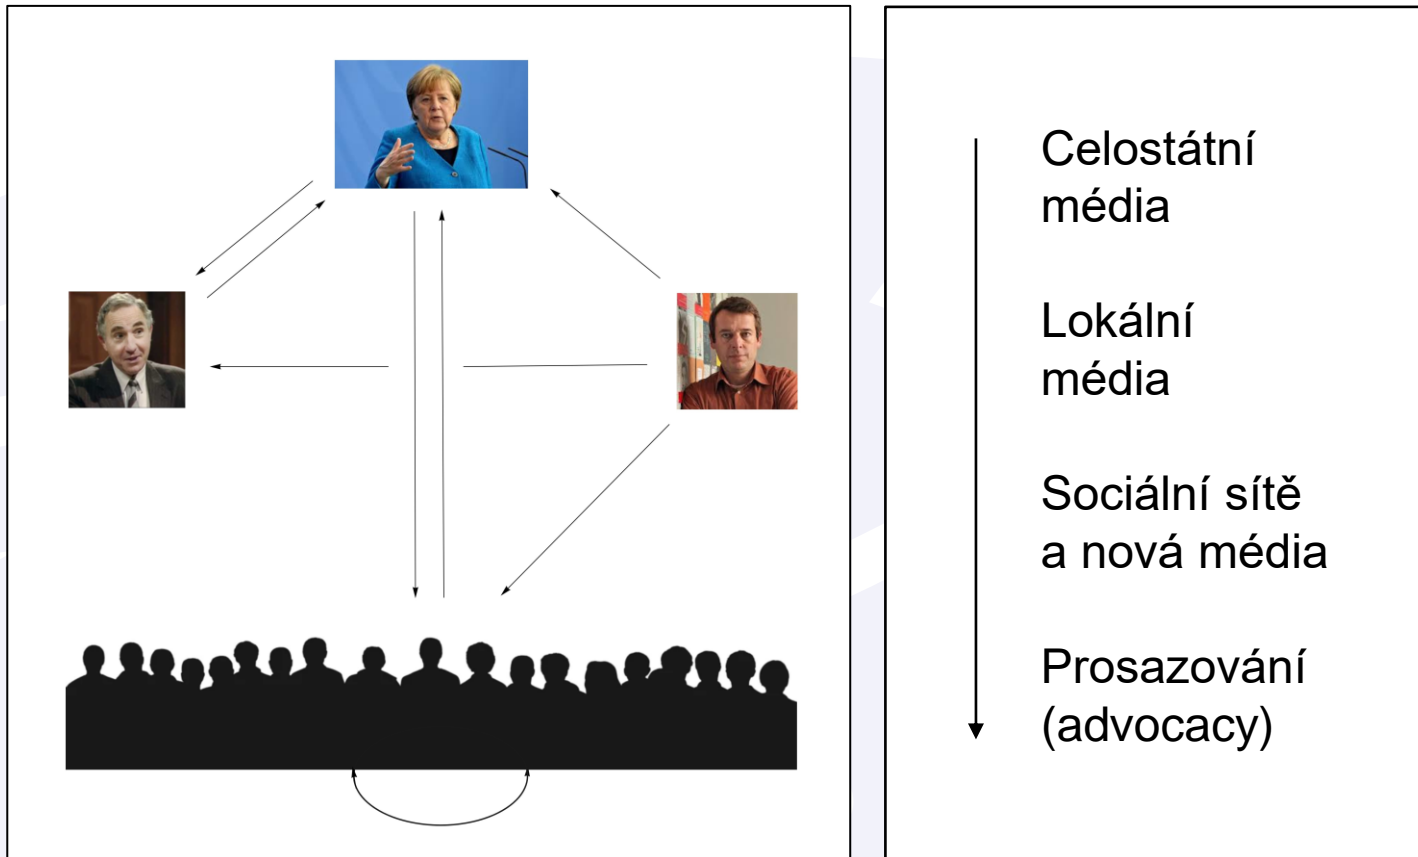 Celostátní
média
Lokální
média
Sociální sítě
a nová média
Prosazování
(advocacy)